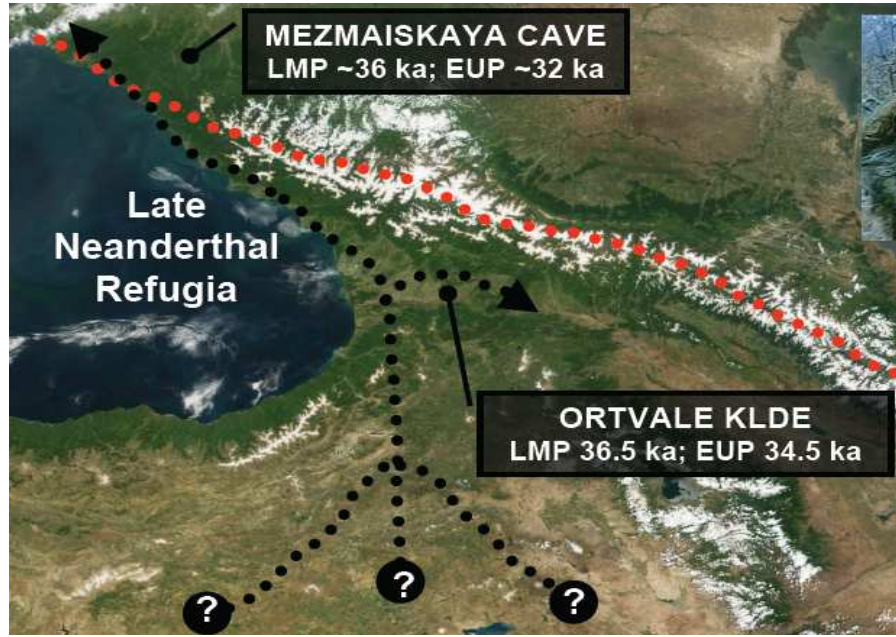 MEZMAISKAYA CAVE
LMP ~36 ka; EUP ~32 ka
Late
Neanderthal
Refugia
ORTVALE KLDE
LMP 36.5 ka; EUP 34.5 ka
? ? ?